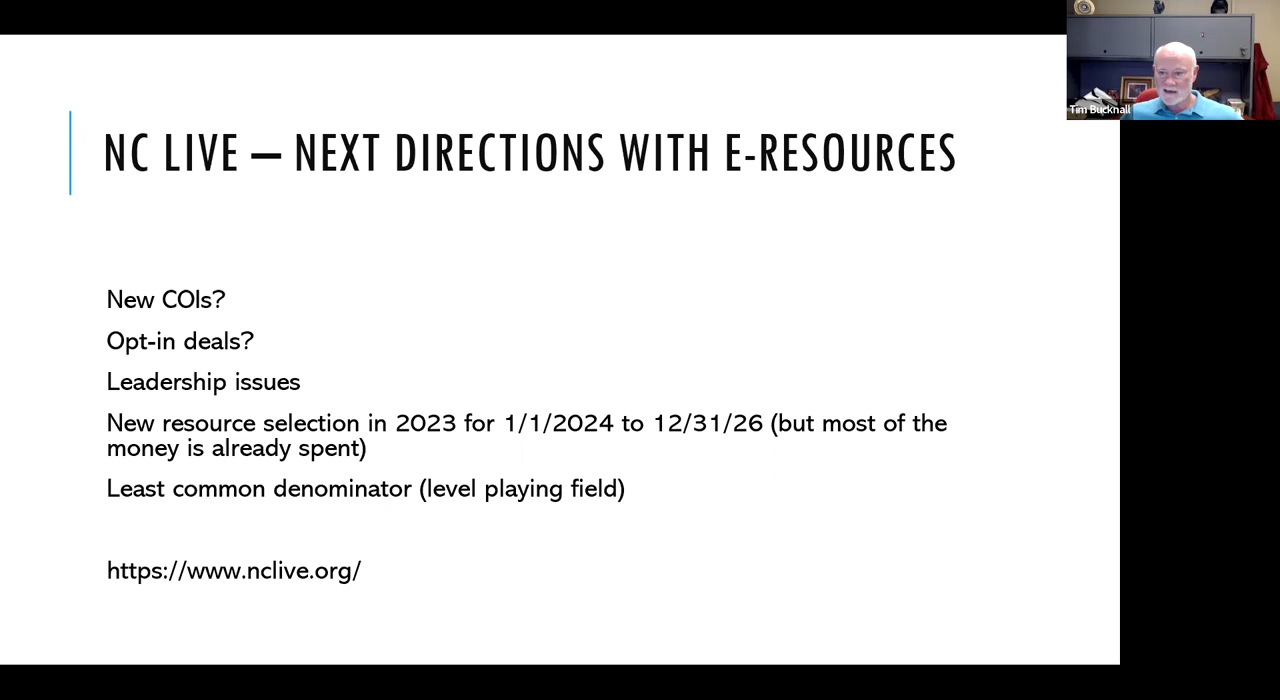 NC LIVE – NEXT DIRECTIONS WITH E-RESOURCES
Tim Bucknall
New COIs?
Opt-in deals?
Leadership issues
New resource selection in 2023 for 1/1/2024 to 12/31/26 (but most of the
money is already spent)
Least common denominator (level playing field)
https://www.nclive.org/